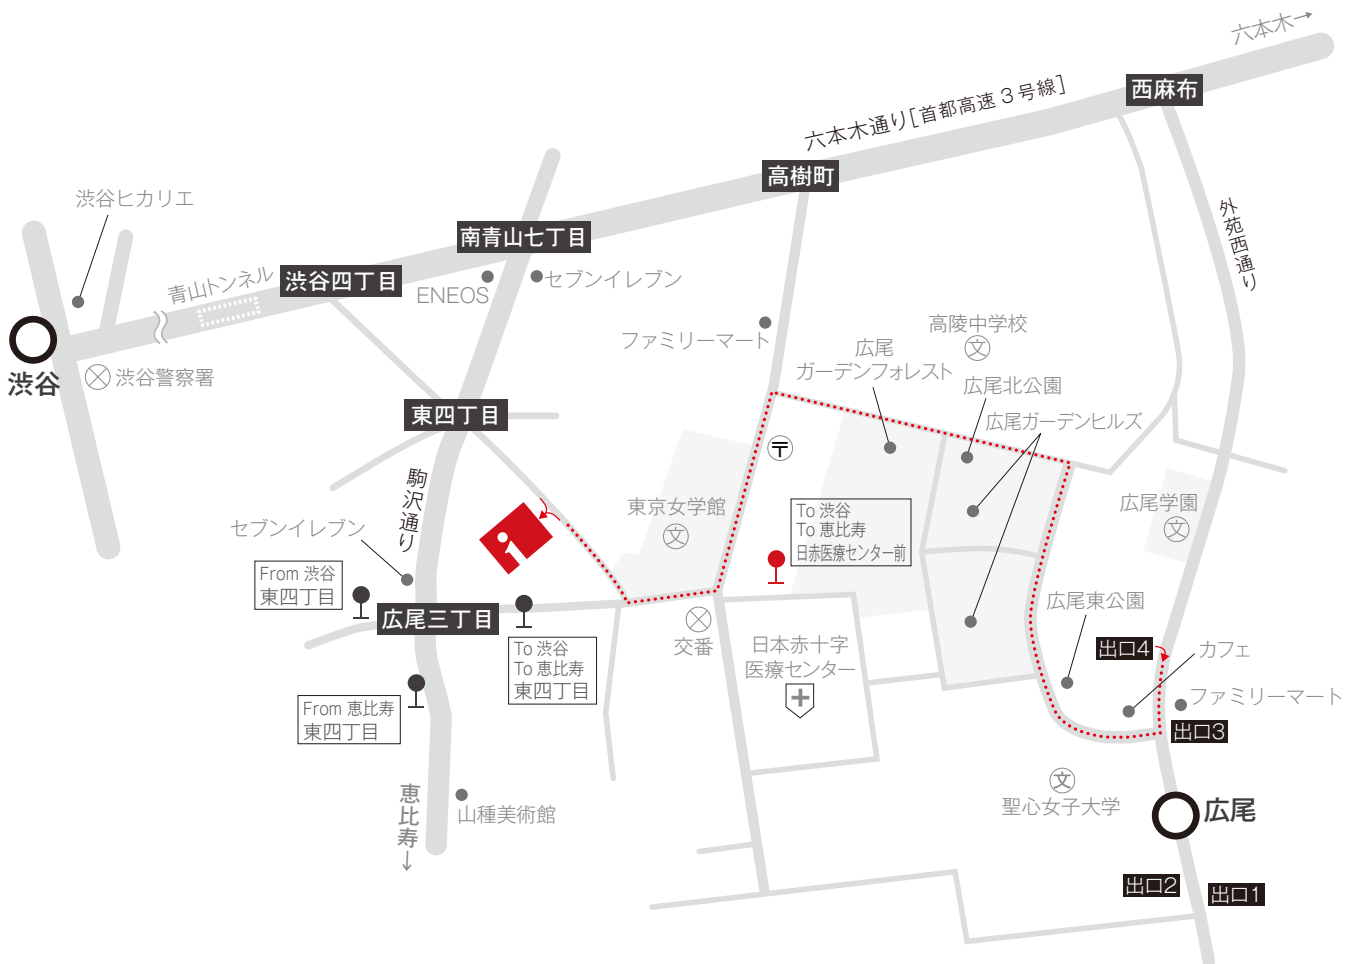 六本木→
西麻布
六本木通り[首都高速3号線]
高樹町
渋谷ヒカリエ
外苑西通り
南青山七丁目
青山トンネル
渋谷四丁目
ENEOS
セブンイレブン
ファミリーマート
高陵中学校
文
広尾
ガーデンフォレスト
広尾北公園
渋谷
渋谷警察署
東四丁目
広尾ガーデンヒルズ
〒
駒沢通り
東京女学館
文
To 渋谷
To 恵比寿
日赤医療センター前
広尾学園
文
セブンイレブン
From 渋谷
東四丁目
広尾三丁目
To 渋谷
To 恵比寿
東四丁目
交番
日本赤十字
医療センター
広尾東公園
出口4
カフェ
ファミリーマート
出口3
From 恵比寿
東四丁目
恵比寿↓
山種美術館
文
聖心女子大学
広尾
出口2
出口1